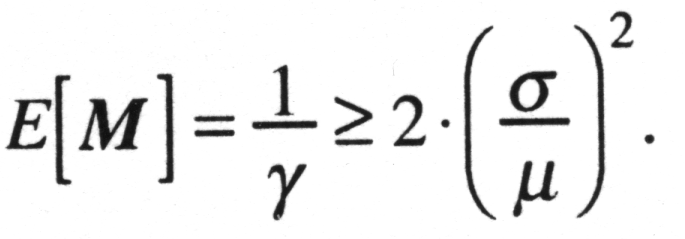 E[M] = 1/γ ≥ 2·(σ/μ)².